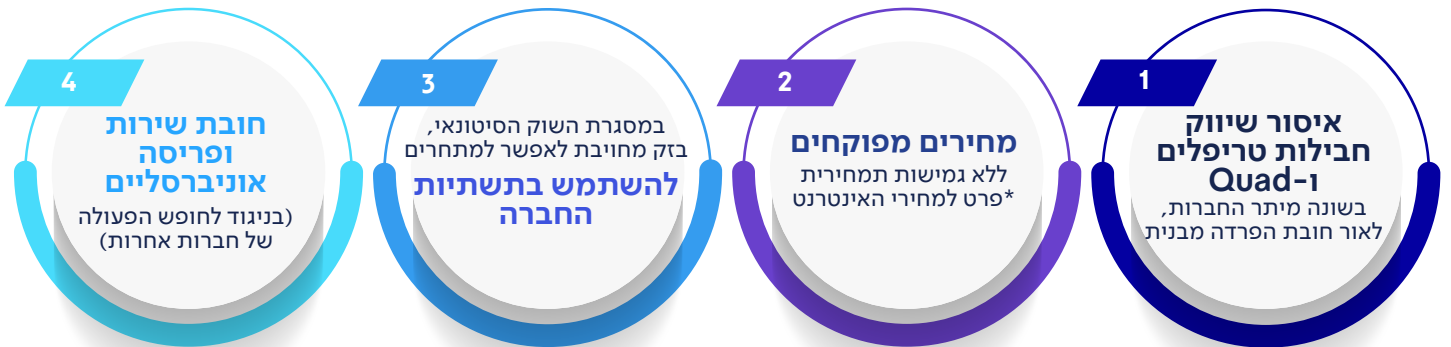 1
איסור שיווק
חבילות טריפלים
ו-Quad
בשונה מיתר החברות,
לאור חובת הפרדה מבנית
2
מחירים מפוקחים
ללא גמישות תמחירית
*פרט למחירי האינטרנט
3
במסגרת השוק הסיטונאי,
בזק מחויבת לאפשר למתחרים
להשתמש בתשתיות
החברה
4
חובת שירות
ופריסה
אוניברסליים
(בניגוד לחופש הפעולה
של חברות אחרות)